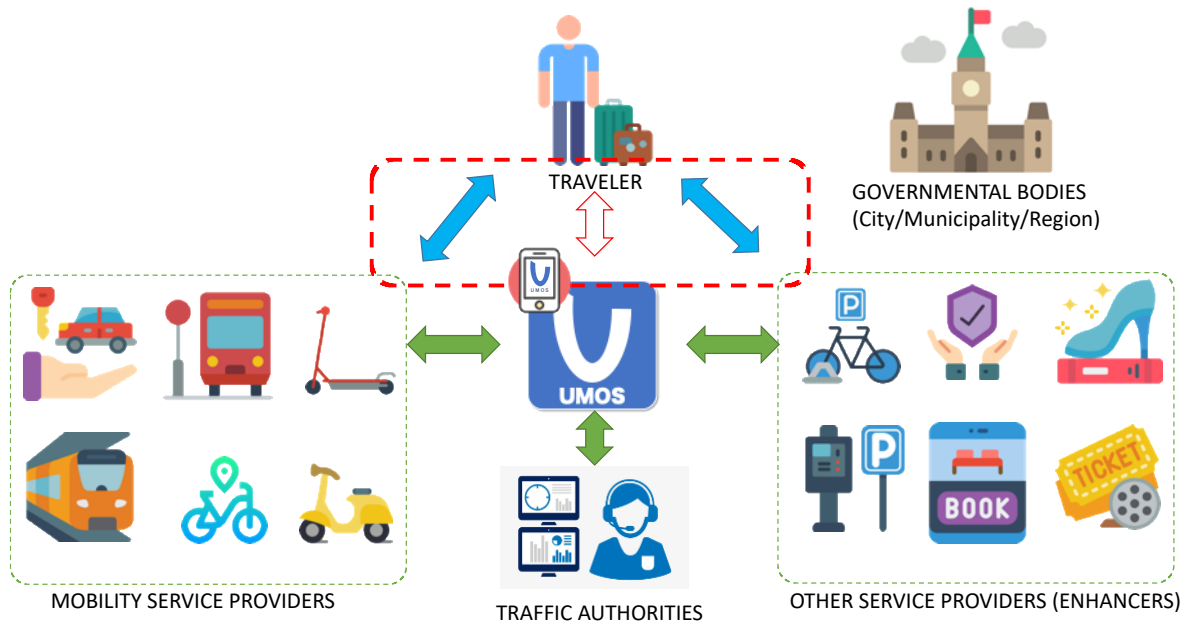 TRAVELER
GOVERNMENTAL BODIES
(City/Municipality/Region)
U
UMOS
U
UMOS
P
P
BOOK
TICKET
MOBILITY SERVICE PROVIDERS
TRAFFIC AUTHORITIES
OTHER SERVICE PROVIDERS (ENHANCERS)